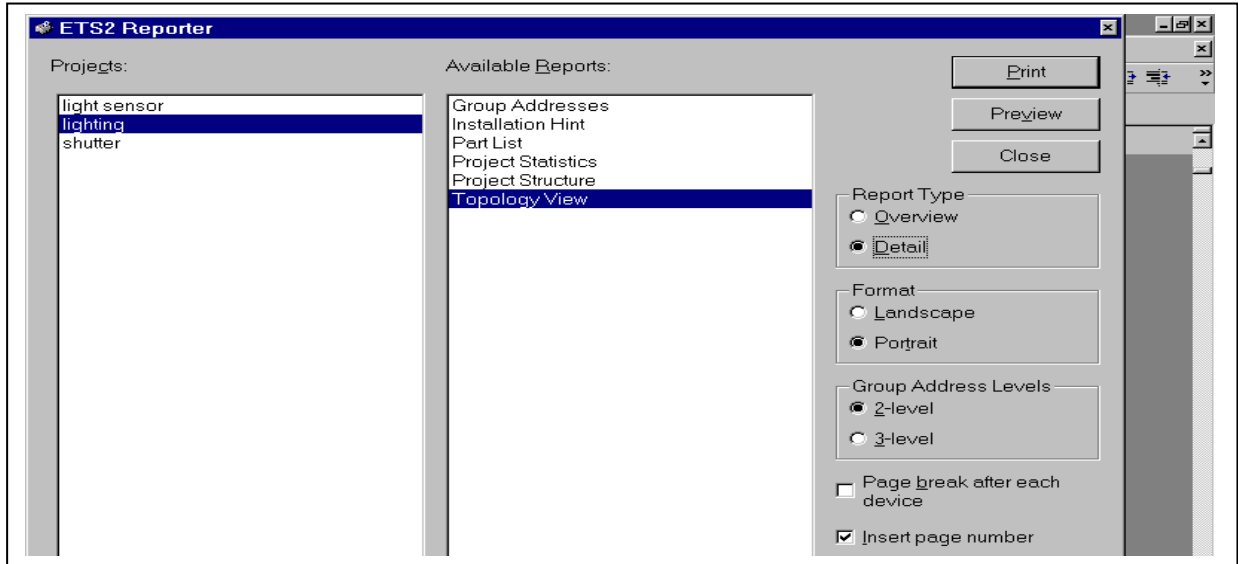 ETS2 Reporter
Projects:
light sensor
lighting
shutter
Available Reports:
Group Addresses
Installation Hint
Part List
Project Statistics
Project Structure
Topology View
Print
Preview
Close
Report Type
Overview
Detail
Format
Landscape
Portrait
Group Address Levels
2-level
3-level
Page break after each
device
Insert page number